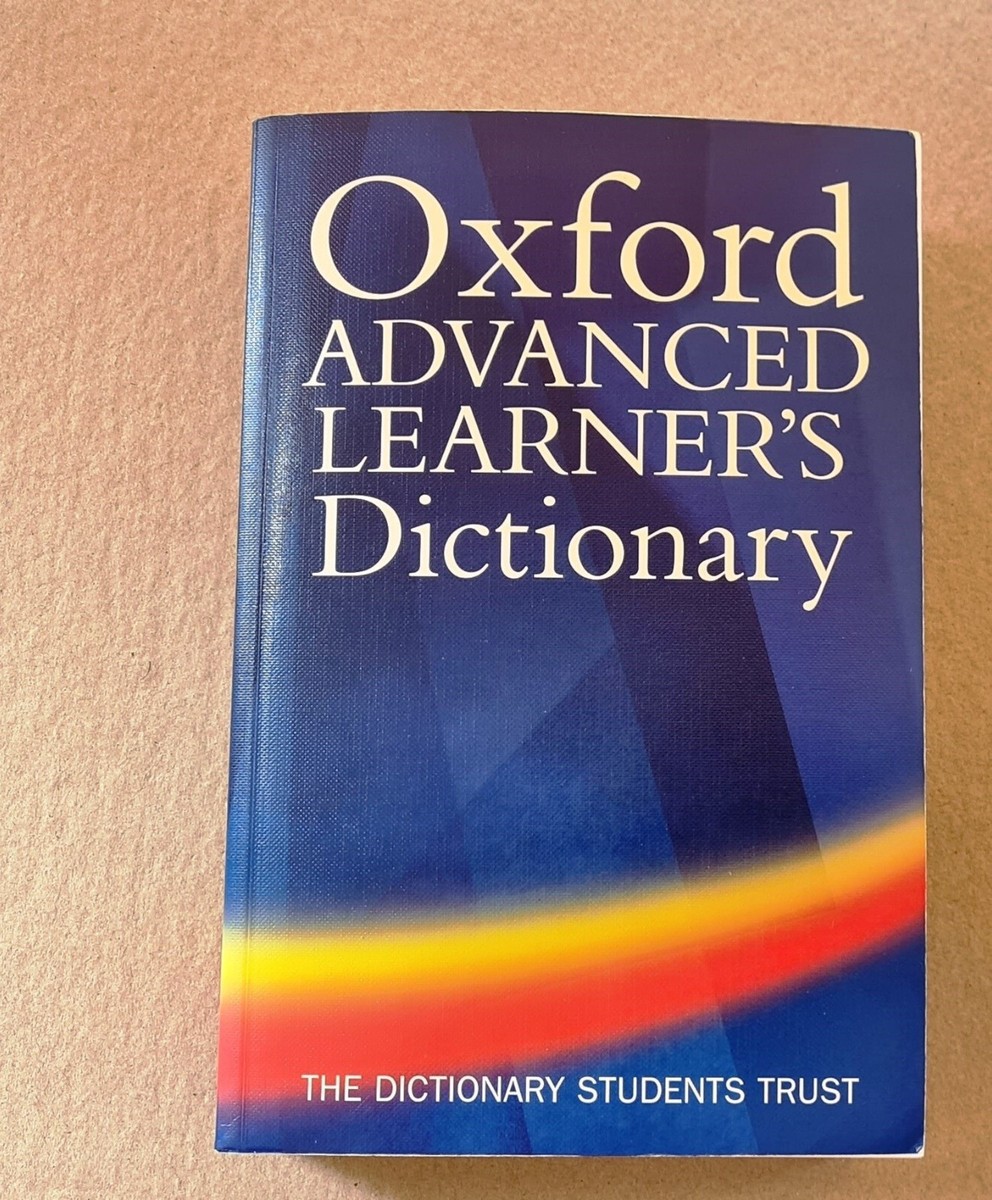 Oxford
ADVANCED
LEARNER'S
Dictionary
THE DICTIONARY STUDENTS TRUST